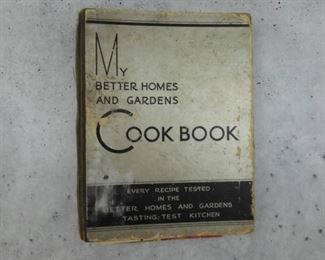 My
BETTER HOMES
AND GARDENS
COOK BOOK
EVERY RECIPE TESTED
IN THE
BETTER HOMES AND GARDENS
TASTING-TEST KITCHEN